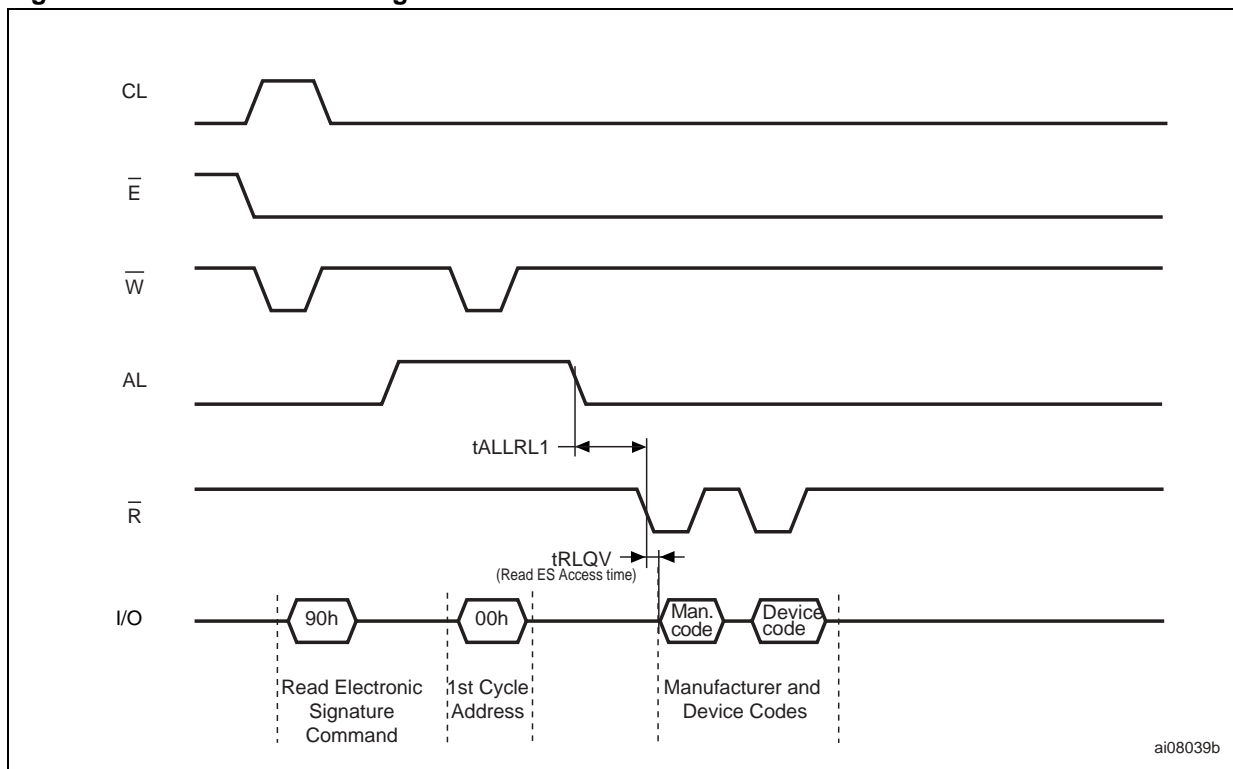 CL
E
W
AL
tALLRL1
R
tRLQV
(Read ES Access time)
I/O
90h
00h
Man.
code
Device
code
Read Electronic
Signature
Command
1st Cycle
Address
Manufacturer and
Device Codes
ai08039b